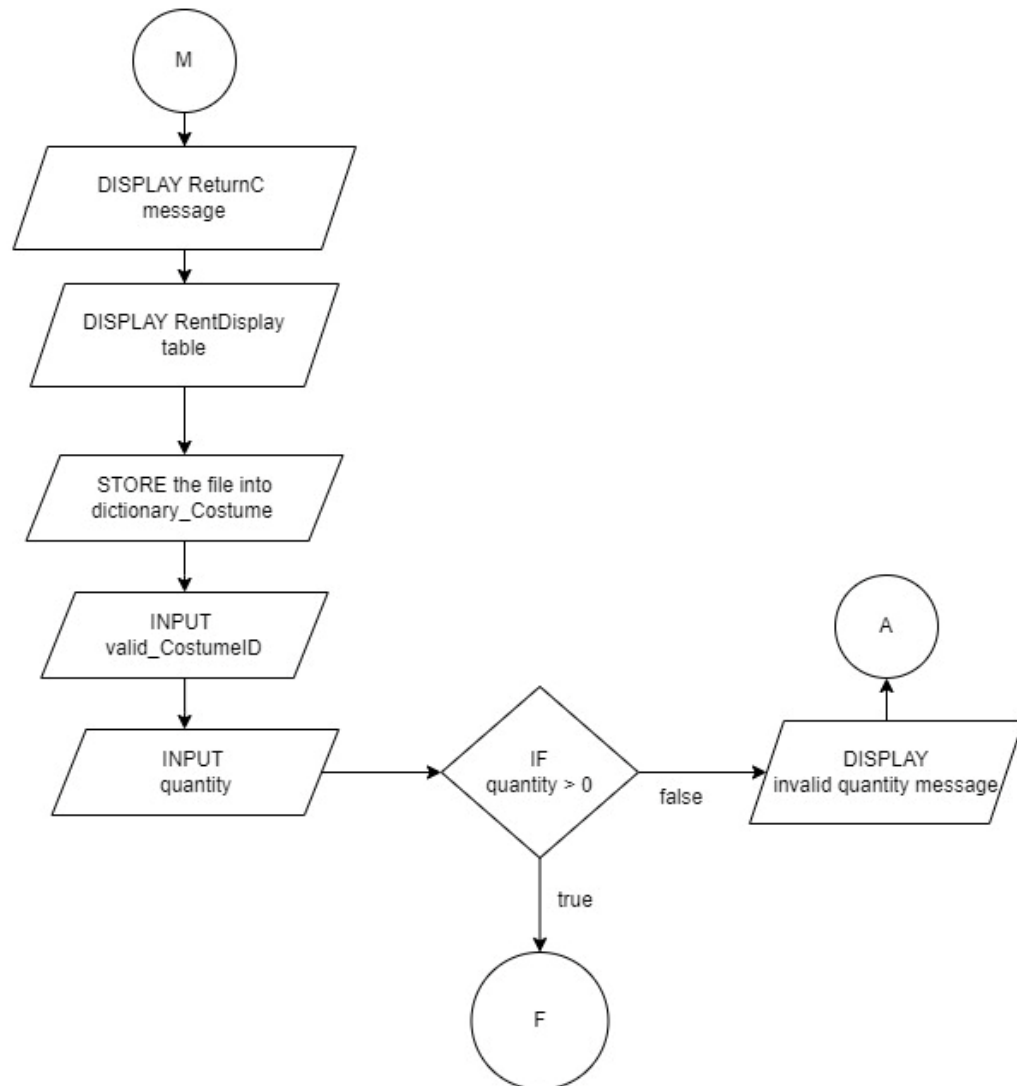 M
DISPLAY ReturnC
message
DISPLAY RentDisplay
table
STORE the file into
dictionary_Costume
INPUT
valid_CostumeID
INPUT
quantity
IF
quantity > 0
false
DISPLAY
invalid quantity message
A
true
F